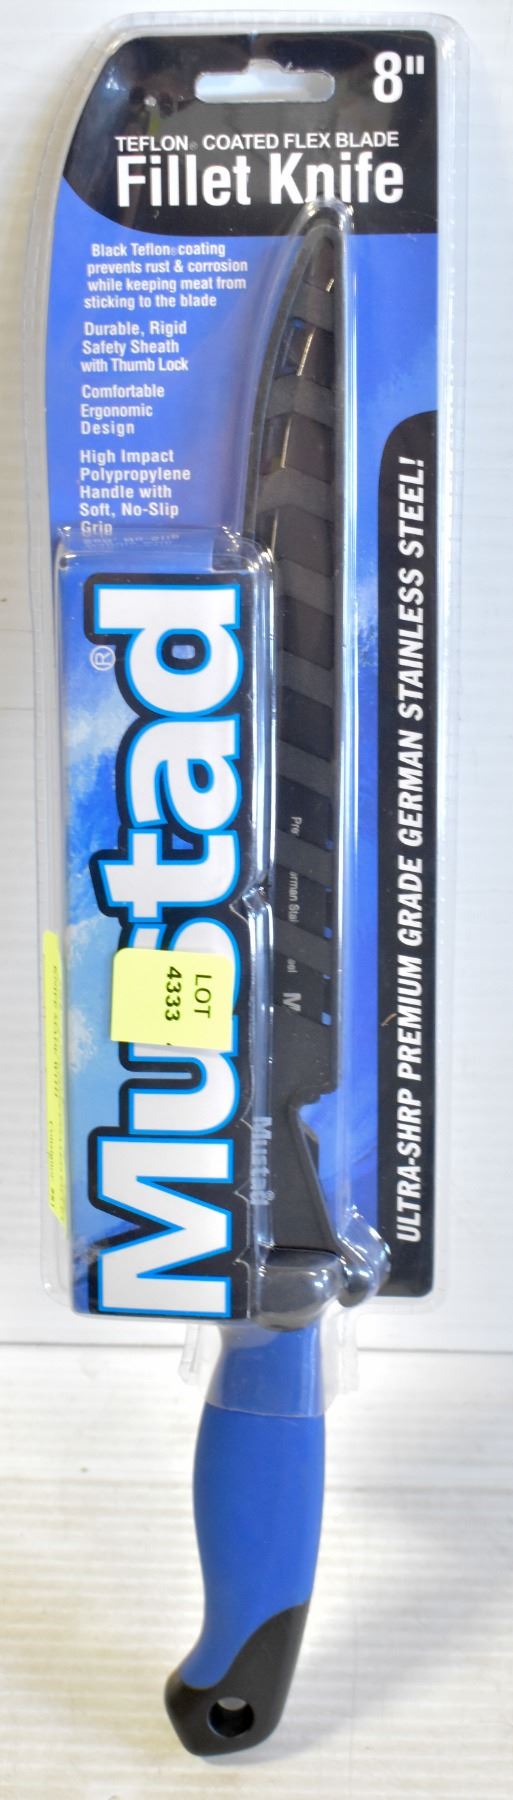 8"
TEFLON® COATED FLEX BLADE
Fillet Knife
Black Teflon® coating
prevents rust & corrosion
while keeping meat from
sticking to the blade
Durable, Rigid
Safety Sheath
with Thumb Lock
Comfortable
Ergonomic
Design
High Impact
Polypropylene
Handle with
Soft, No-Slip
Grip
Mustad®
LOT
4333
Mustad
ULTRA-SHRP PREMIUM GRADE GERMAN STAINLESS STEEL!